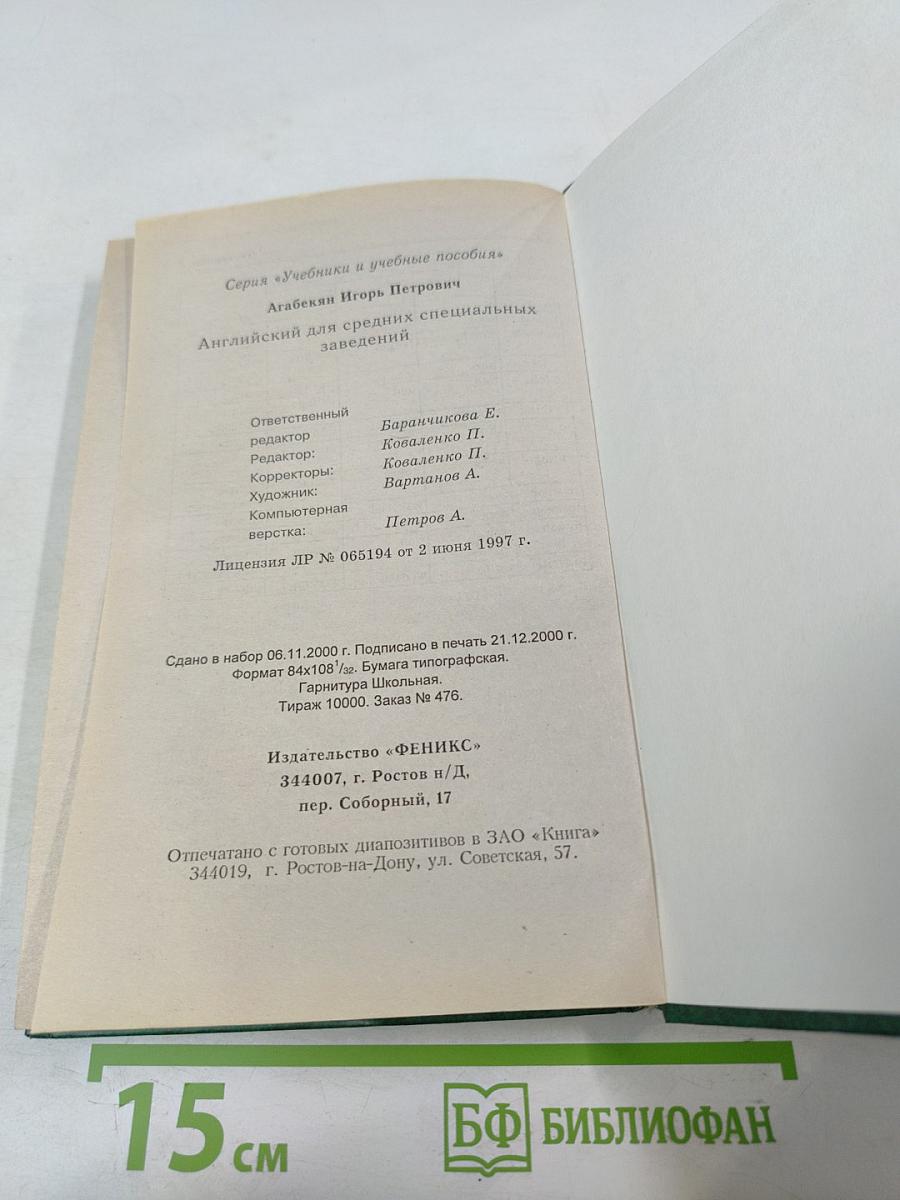 Серия «Учебники и учебные пособия»
Агабекян Игорь Петрович
Английский для средних специальных
заведений
Ответственный
редактор Баранчикова Е.
Редактор: Коваленко П.
Корректоры: Коваленко П.
Художник: Вартанов А.
Компьютерная
верстка: Петров А.
Лицензия ЛР № 065194 от 2 июня 1997 г.
Сдано в набор 06.11.2000 г. Подписано в печать 21.12.2000 г.
Формат 84х108 1/32. Бумага типографская.
Гарнитура Школьная.
Тираж 10000. Заказ № 476.
Издательство «ФЕНИКС»
344007, г. Ростов н/Д,
пер. Соборный, 17
Отпечатано с готовых диапозитивов в ЗАО «Книга»
344019, г. Ростов-на-Дону, ул. Советская, 57.
15 см
БФ БИБЛИОФАН